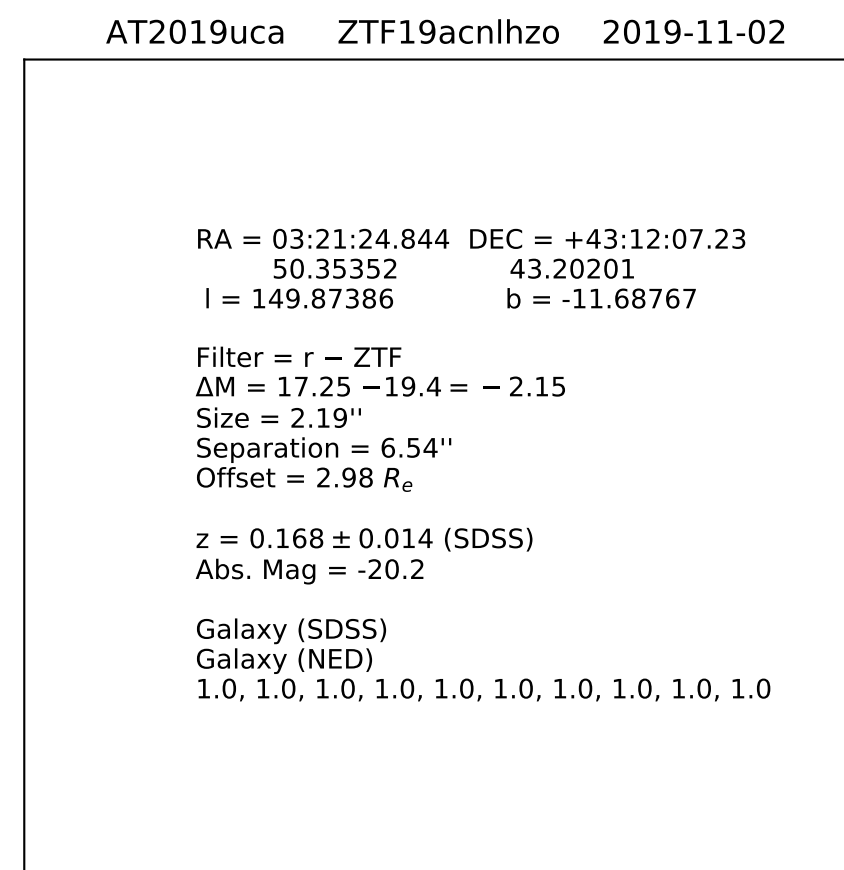 AT2019uca ZTF19acnlhzo 2019-11-02
RA = 03:21:24.844 DEC = +43:12:07.23
50.35352 43.20201
l = 149.87386 b = -11.68767
Filter = r − ZTF
ΔM = 17.25 −19.4 = − 2.15
Size = 2.19''
Separation = 6.54''
Offset = 2.98 Rₑ
z = 0.168 ± 0.014 (SDSS)
Abs. Mag = -20.2
Galaxy (SDSS)
Galaxy (NED)
1.0, 1.0, 1.0, 1.0, 1.0, 1.0, 1.0, 1.0, 1.0, 1.0